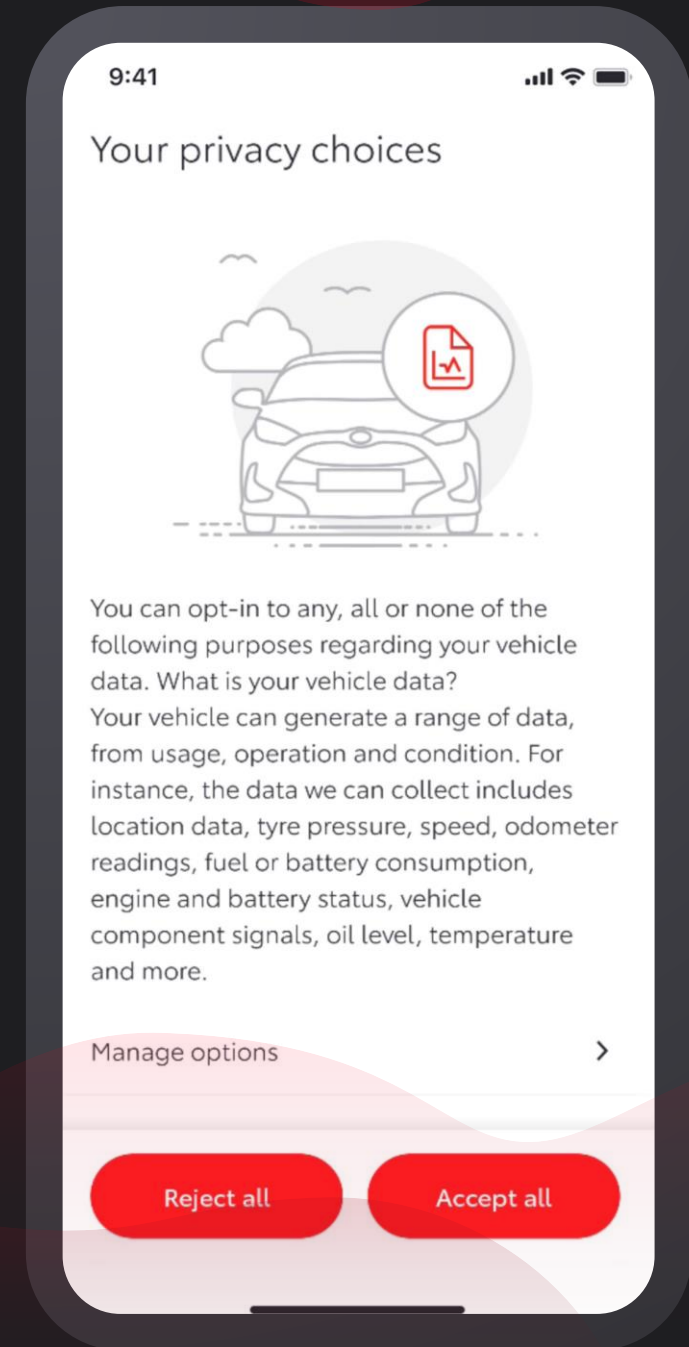 9:41
Your privacy choices
You can opt-in to any, all or none of the
following purposes regarding your vehicle
data. What is your vehicle data?
Your vehicle can generate a range of data,
from usage, operation and condition. For
instance, the data we can collect includes
location data, tyre pressure, speed, odometer
readings, fuel or battery consumption,
engine and battery status, vehicle
component signals, oil level, temperature
and more.
Manage options
Reject all
Accept all